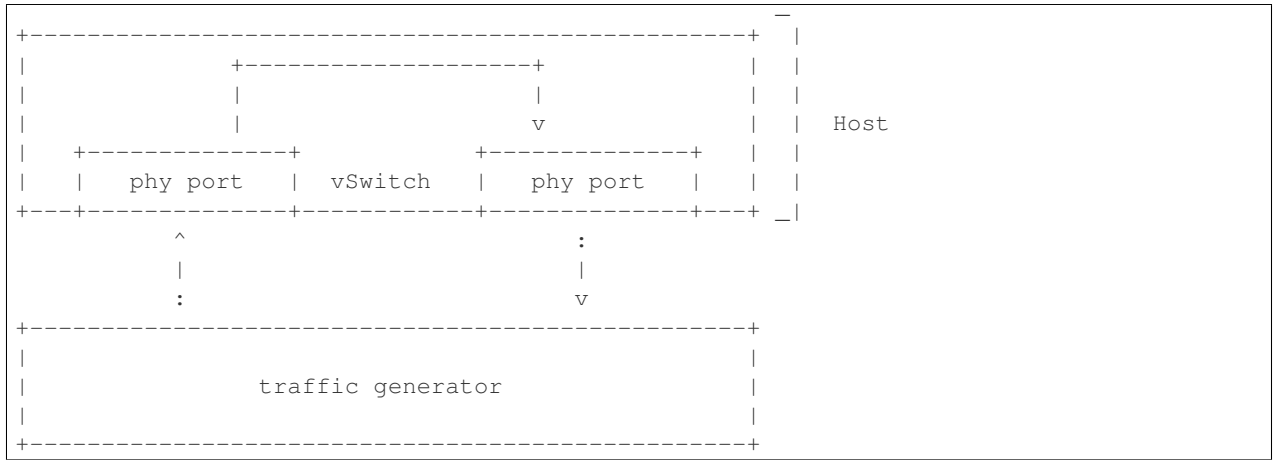 _
+--------------------------------------------------+  |
|              +--------------------+              |  |
|              |                    |              |  |
|              |                    v              |  |  Host
|   +--------------+            +--------------+   |  |
|   |   phy port   |  vSwitch   |   phy port   |   |  |
+---+--------------+------------+--------------+---+ _|
           ^                           :
           |                           |
           :                           v
+--------------------------------------------------+
|                                                  |
|                traffic generator                 |
|                                                  |
+--------------------------------------------------+